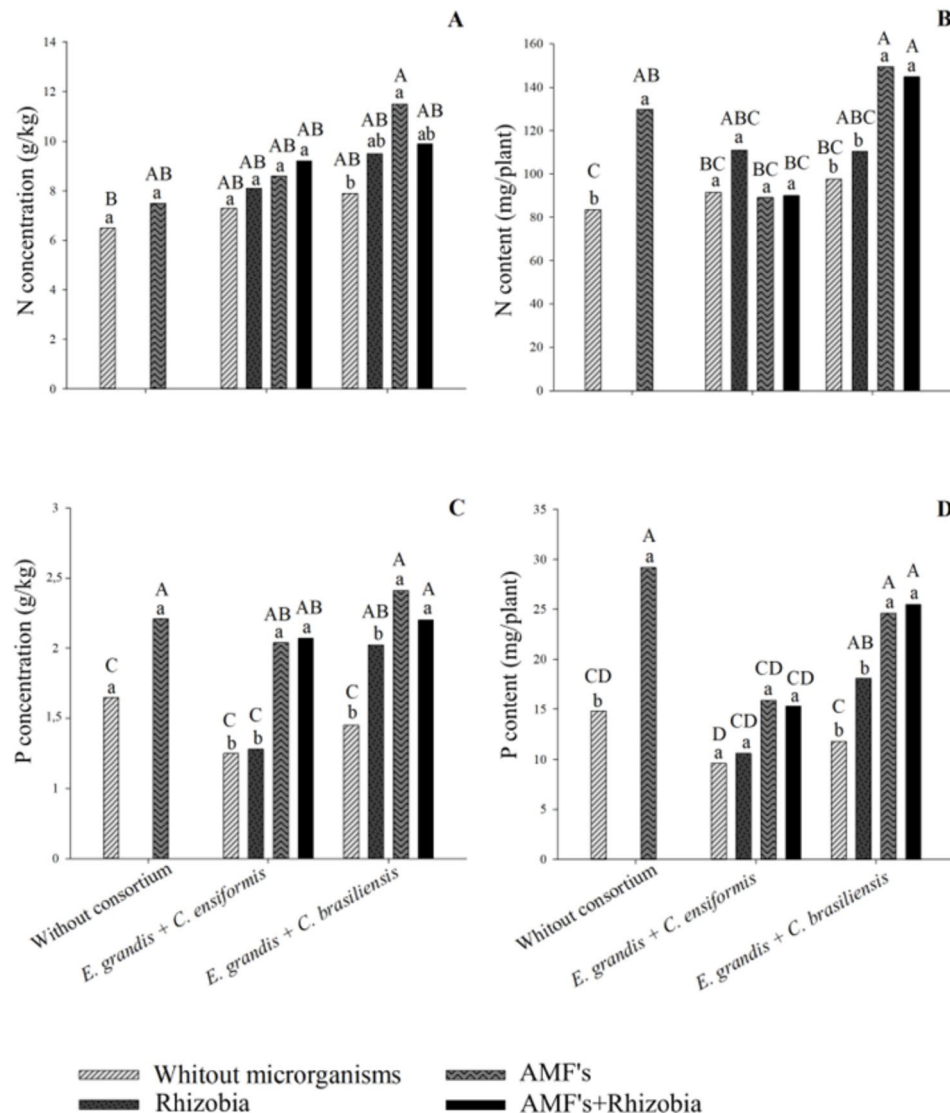 A
N concentration (g/kg)
14
12
10
8
6
4
2
0
B
a
AB
a
AB
a
AB
a
AB
a
AB
a
AB
b
AB
ab
A
a
AB
ab
B
N content (mg/plant)
160
140
120
100
80
60
40
20
0
C
b
AB
a
BC
a
ABC
a
BC
a
BC
a
BC
b
ABC
b
A
a
A
a
C
P concentration (g/kg)
3
2.5
2
1,5
1
0.5
0
C
a
A
a
C
b
C
b
AB
a
AB
a
C
b
AB
b
A
a
A
a
Without consortium
E. grandis + C. ensiformis
E. grandis + C. brasiliensis
D
P content (mg/plant)
35
30
25
20
15
10
5
0
CD
b
A
a
D
a
CD
a
CD
a
CD
a
C
b
AB
b
A
a
A
a
Whitout consortium
E. grandis + C. ensiformis
E. grandis + C. brasiliensis
Whitout microrganisms
AMF's
Rhizobia
AMF's+Rhizobia